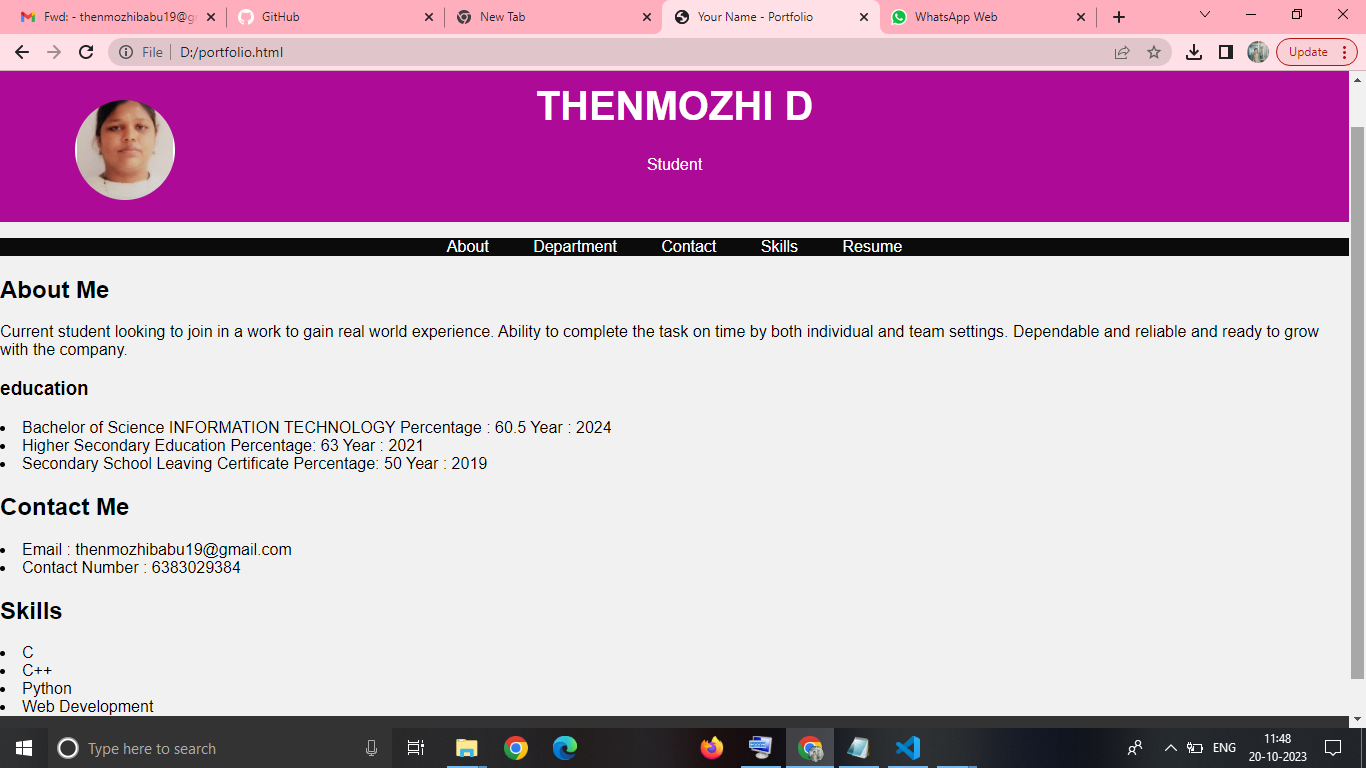 Fwd: - thenmozhibabu19@g
GitHub
New Tab
Your Name - Portfolio
WhatsApp Web
File
D:/portfolio.html
Update
THENMOZHI D
Student
About Department Contact Skills Resume
About Me
Current student looking to join in a work to gain real world experience. Ability to complete the task on time by both individual and team settings. Dependable and reliable and ready to grow
with the company.
education
Bachelor of Science INFORMATION TECHNOLOGY Percentage : 60.5 Year : 2024
Higher Secondary Education Percentage: 63 Year : 2021
Secondary School Leaving Certificate Percentage: 50 Year : 2019
Contact Me
Email : thenmozhibabu19@gmail.com
Contact Number : 6383029384
Skills
C
C++
Python
Web Development
Type here to search
ENG
11:48
20-10-2023